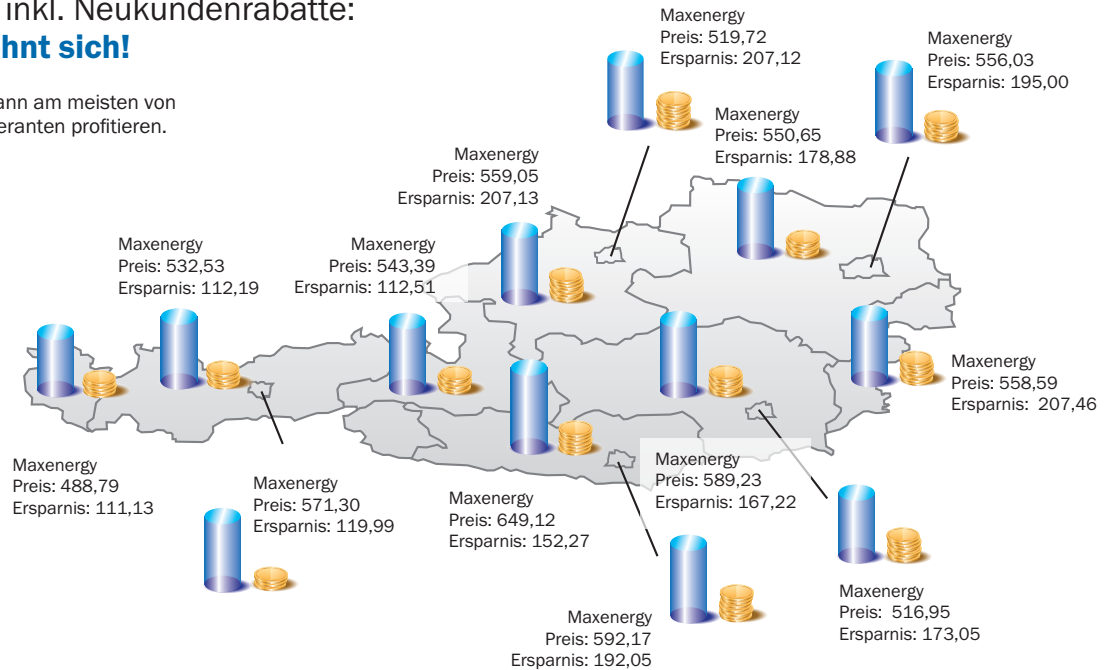 inkl. Neukundenrabatte:
hnt sich!
ann am meisten von
eranten profitieren.
Maxenergy
Preis: 519,72
Ersparnis: 207,12
Maxenergy
Preis: 556,03
Ersparnis: 195,00
Maxenergy
Preis: 550,65
Ersparnis: 178,88
Maxenergy
Preis: 559,05
Ersparnis: 207,13
Maxenergy
Preis: 532,53
Ersparnis: 112,19
Maxenergy
Preis: 543,39
Ersparnis: 112,51
Maxenergy
Preis: 558,59
Ersparnis: 207,46
Maxenergy
Preis: 488,79
Ersparnis: 111,13
Maxenergy
Preis: 571,30
Ersparnis: 119,99
Maxenergy
Preis: 649,12
Ersparnis: 152,27
Maxenergy
Preis: 589,23
Ersparnis: 167,22
Maxenergy
Preis: 592,17
Ersparnis: 192,05
Maxenergy
Preis: 516,95
Ersparnis: 173,05